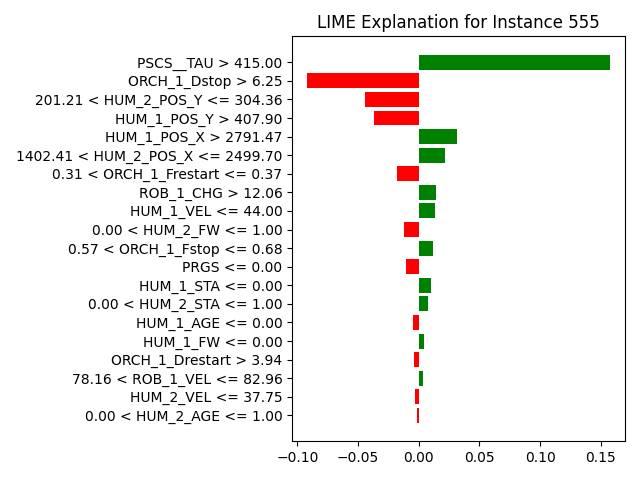 LIME Explanation for Instance 555
PSCS__TAU > 415.00
ORCH_1_Dstop > 6.25
201.21 < HUM_2_POS_Y <= 304.36
HUM_1_POS_Y > 407.90
HUM_1_POS_X > 2791.47
1402.41 < HUM_2_POS_X <= 2499.70
0.31 < ORCH_1_Frestart <= 0.37
ROB_1_CHG > 12.06
HUM_1_VEL <= 44.00
0.00 < HUM_2_FW <= 1.00
0.57 < ORCH_1_Fstop <= 0.68
PRGS <= 0.00
HUM_1_STA <= 0.00
0.00 < HUM_2_STA <= 1.00
HUM_1_AGE <= 0.00
HUM_1_FW <= 0.00
ORCH_1_Drestart > 3.94
78.16 < ROB_1_VEL <= 82.96
HUM_2_VEL <= 37.75
0.00 < HUM_2_AGE <= 1.00
−0.10 −0.05 0.00 0.05 0.10 0.15